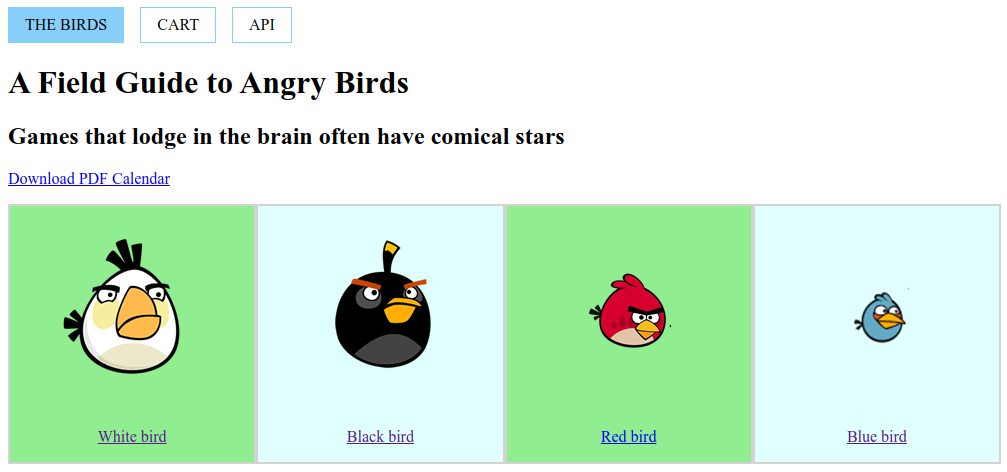 THE BIRDS CART API
A Field Guide to Angry Birds
Games that lodge in the brain often have comical stars
Download PDF Calendar
White bird Black bird Red bird Blue bird